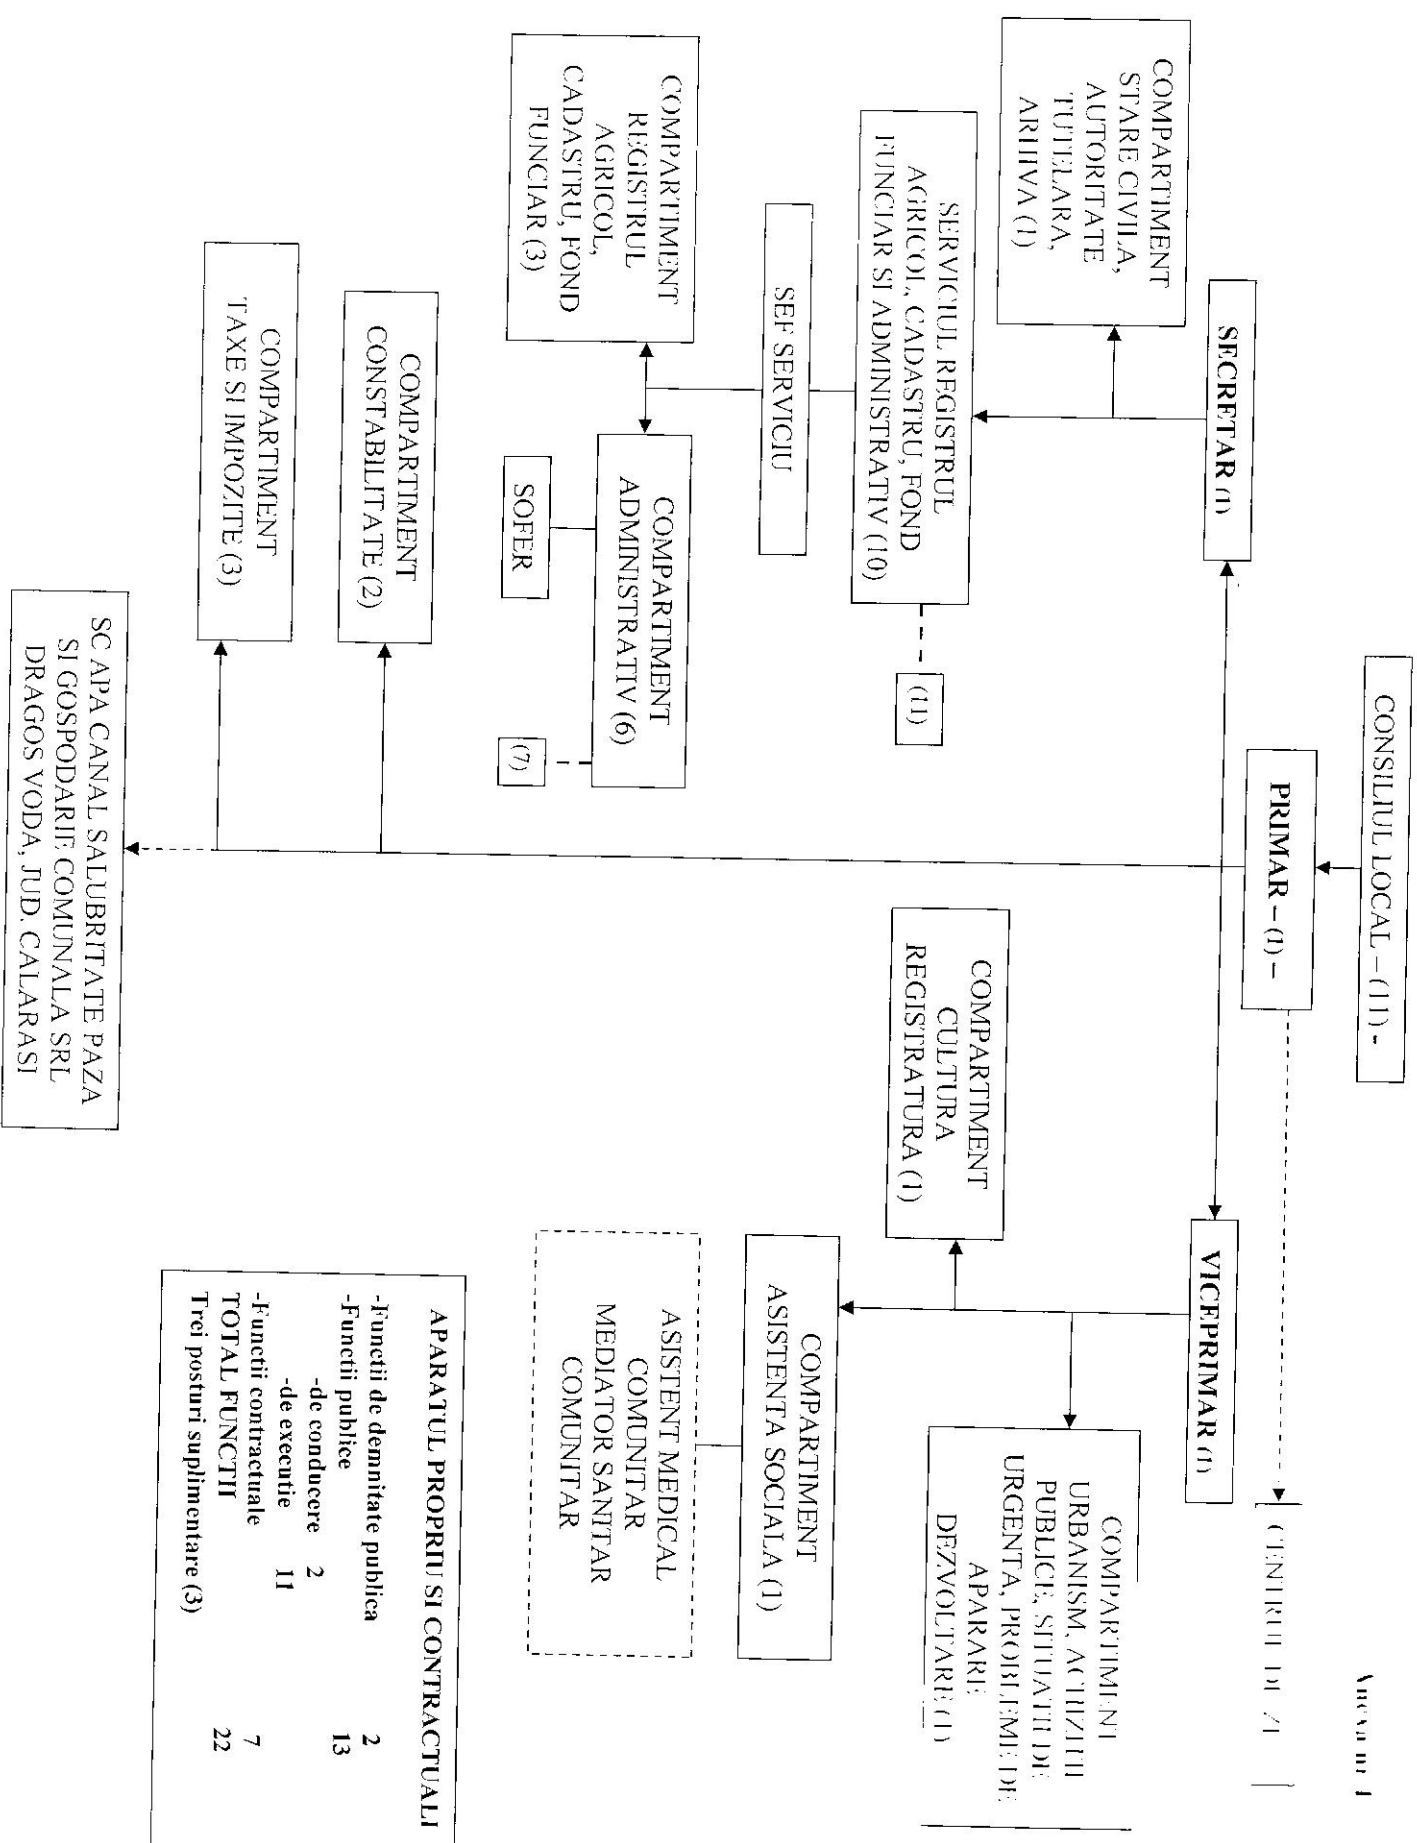 Anexa nr 1
CONSILIUL LOCAL – (11) -
PRIMAR – (1) –
CENTRUL DE ZI
SECRETAR (1)
VICEPRIMAR (1)
COMPARTIMENT
STARE CIVILA,
AUTORITATE
TUTELARA,
ARHIVA (1)
COMPARTIMENT
URBANISM, ACHIZITII
PUBLICE, SITUATII DE
URGENTA, PROBLEME DE
APARARE
DEZVOLTARE (1)
SERVICIUL REGISTRUL
AGRICOL, CADASTRU, FOND
FUNCIAR SI ADMINISTRATIV (10)
(11)
COMPARTIMENT
CULTURA
REGISTRATURA (1)
SEF SERVICIU
COMPARTIMENT
ASISTENTA SOCIALA (1)
COMPARTIMENT
REGISTRUL
AGRICOL,
CADASTRU, FOND
FUNCIAR (3)
COMPARTIMENT
ADMINISTRATIV (6)
SOFER
(7)
ASISTENT MEDICAL
COMUNITAR
MEDIATOR SANITAR
COMUNITAR
COMPARTIMENT
CONSTABILITATE (2)
COMPARTIMENT
TAXE SI IMPOZITE (3)
SC APA CANAL SALUBRITATE PAZA
SI GOSPODARIE COMUNALA SRL
DRAGOS VODA, JUD. CALARASI
APARATUL PROPRIU SI CONTRACTUALI
-Functii de demnitate publica 2
-Functii publice 13
-de conducere 2
-de executie 11
-Functii contractuale 7
TOTAL FUNCTII 22
Trei posturi suplimentare (3)